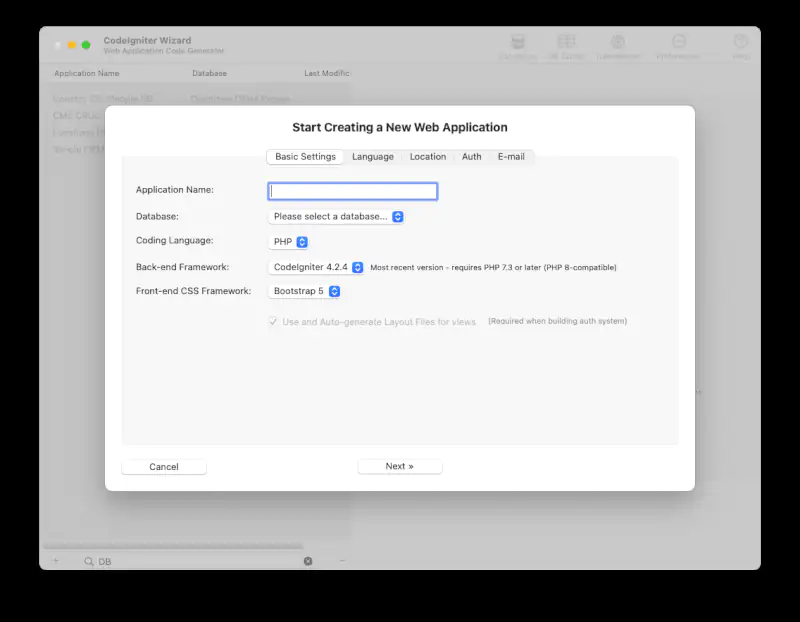 CodeIgniter Wizard
Web Application Code Generator
Application Name Database Last Modific
CMS CRUD
Start Creating a New Web Application
Basic Settings Language Location Auth E-mail
Application Name:
Database: Please select a database...
Coding Language: PHP
Back-end Framework: CodeIgniter 4.2.4 Most recent version – requires PHP 7.3 or later (PHP 8-compatible)
Front-end CSS Framework: Bootstrap 5
Use and Auto-generate Layout Files for views (Required when building auth system)
Cancel Next »
DB